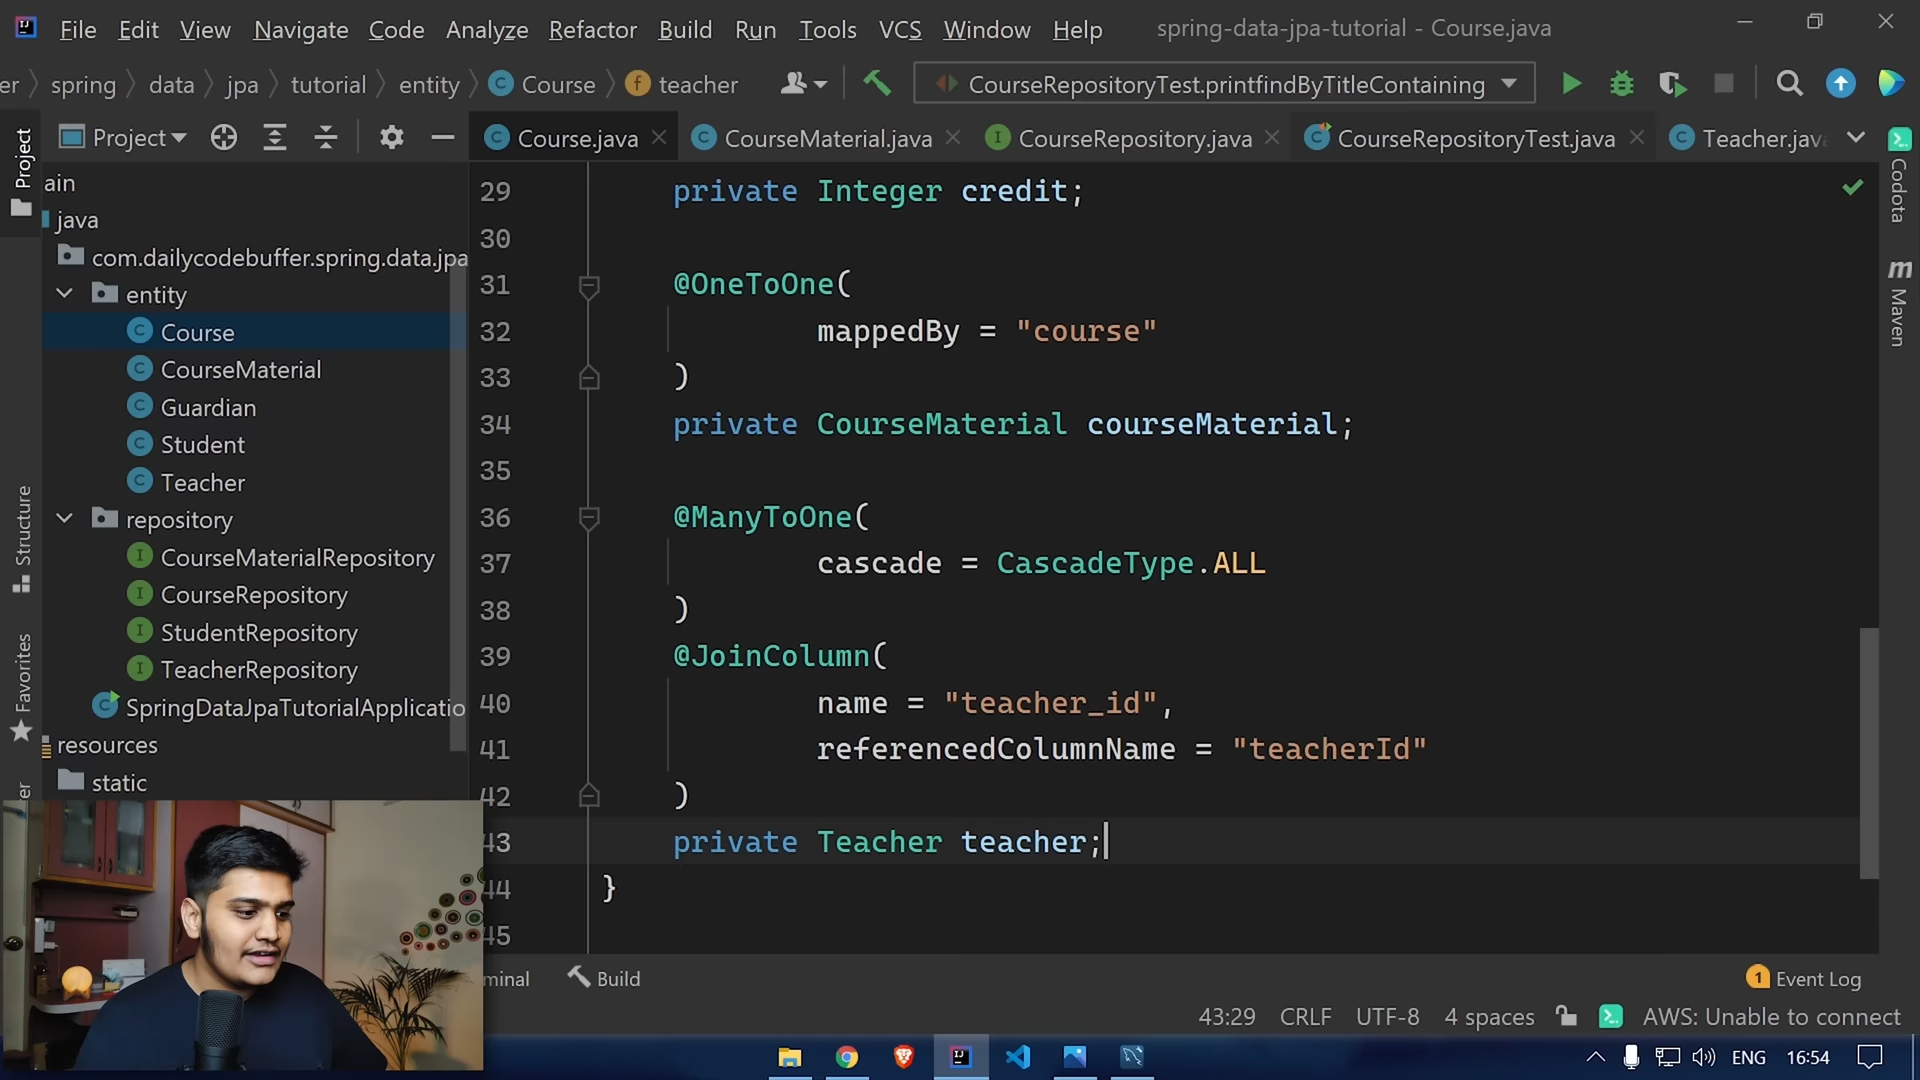 File Edit View Navigate Code Analyze Refactor Build Run Tools VCS Window Help spring-data-jpa-tutorial - Course.java
er spring data jpa tutorial entity Course teacher CourseRepositoryTest.printfindByTitleContaining
Project
Course.java CourseMaterial.java CourseRepository.java CourseRepositoryTest.java Teacher.java
ain
java
com.dailycodebuffer.spring.data.jpa
entity
Course
CourseMaterial
Guardian
Student
Teacher
repository
CourseMaterialRepository
CourseRepository
StudentRepository
TeacherRepository
SpringDataJpaTutorialApplicatio
resources
static
Project
Structure
Favorites
er
29 private Integer credit;
30
31 @OneToOne(
32 mappedBy = "course"
33 )
34 private CourseMaterial courseMaterial;
35
36 @ManyToOne(
37 cascade = CascadeType.ALL
38 )
39 @JoinColumn(
40 name = "teacher_id",
41 referencedColumnName = "teacherId"
42 )
43 private Teacher teacher;
44 }
45
Codota
m Maven
minal Build 1 Event Log
43:29 CRLF UTF-8 4 spaces AWS: Unable to connect
ENG 16:54